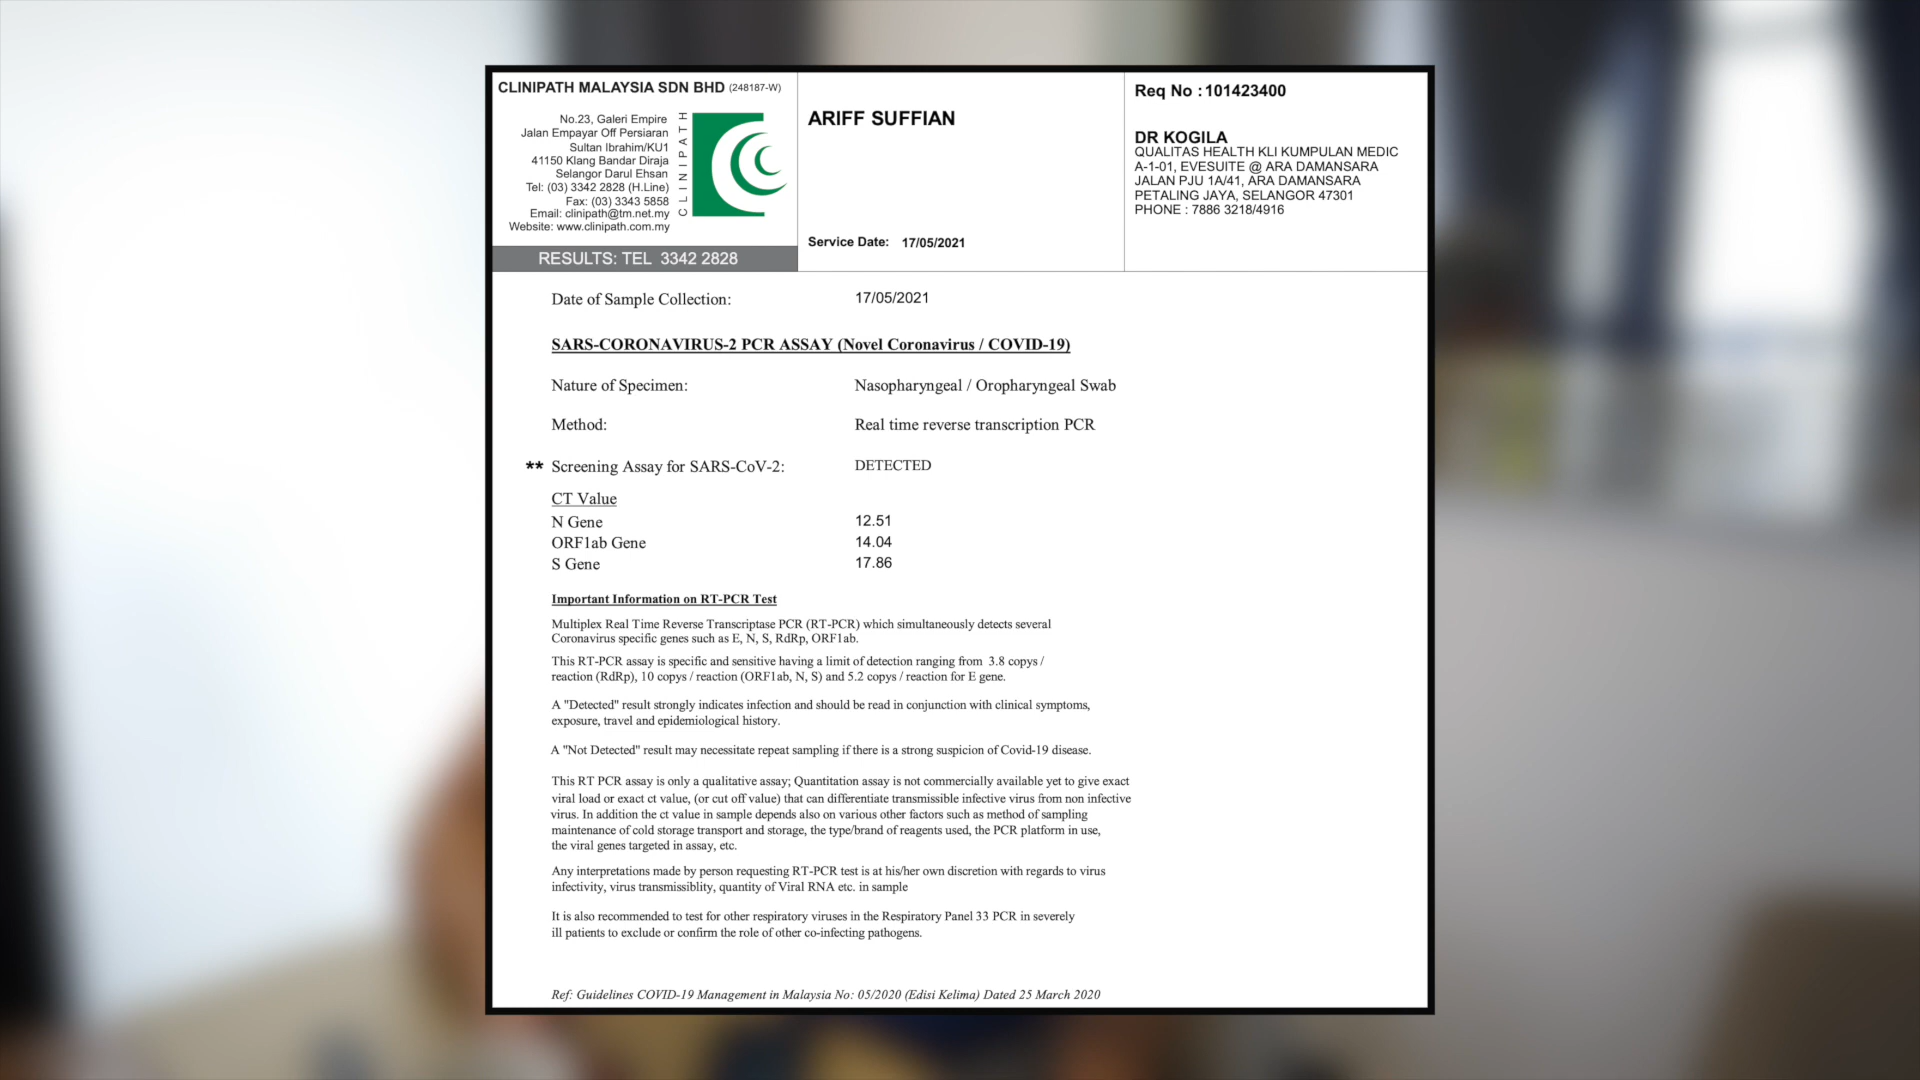 CLINIPATH MALAYSIA SDN BHD (248187-W)
No.23, Galeri Empire
Jalan Empayar Off Persiaran
Sultan Ibrahim/KU1
41150 Klang Bandar Diraja
Selangor Darul Ehsan
Tel: (03) 3342 2828 (H.Line)
Fax: (03) 3343 5858
Email: clinipath@tm.net.my
Website: www.clinipath.com.my
CLINIPATH
RESULTS: TEL 3342 2828
ARIFF SUFFIAN
Service Date: 17/05/2021
Req No : 101423400
DR KOGILA
QUALITAS HEALTH KLI KUMPULAN MEDIC
A-1-01, EVESUITE @ ARA DAMANSARA
JALAN PJU 1A/41, ARA DAMANSARA
PETALING JAYA, SELANGOR 47301
PHONE : 7886 3218/4916
Date of Sample Collection: 17/05/2021
SARS-CORONAVIRUS-2 PCR ASSAY (Novel Coronavirus / COVID-19)
Nature of Specimen: Nasopharyngeal / Oropharyngeal Swab
Method: Real time reverse transcription PCR
** Screening Assay for SARS-CoV-2: DETECTED
CT Value
N Gene 12.51
ORF1ab Gene 14.04
S Gene 17.86
Important Information on RT-PCR Test
Multiplex Real Time Reverse Transcriptase PCR (RT-PCR) which simultaneously detects several
Coronavirus specific genes such as E, N, S, RdRp, ORF1ab.
This RT-PCR assay is specific and sensitive having a limit of detection ranging from 3.8 copys /
reaction (RdRp), 10 copys / reaction (ORF1ab, N, S) and 5.2 copys / reaction for E gene.
A "Detected" result strongly indicates infection and should be read in conjunction with clinical symptoms,
exposure, travel and epidemiological history.
A "Not Detected" result may necessitate repeat sampling if there is a strong suspicion of Covid-19 disease.
This RT PCR assay is only a qualitative assay; Quantitation assay is not commercially available yet to give exact
viral load or exact ct value, (or cut off value) that can differentiate transmissible infective virus from non infective
virus. In addition the ct value in sample depends also on various other factors such as method of sampling
maintenance of cold storage transport and storage, the type/brand of reagents used, the PCR platform in use,
the viral genes targeted in assay, etc.
Any interpretations made by person requesting RT-PCR test is at his/her own discretion with regards to virus
infectivity, virus transmissiblity, quantity of Viral RNA etc. in sample
It is also recommended to test for other respiratory viruses in the Respiratory Panel 33 PCR in severely
ill patients to exclude or confirm the role of other co-infecting pathogens.
Ref: Guidelines COVID-19 Management in Malaysia No: 05/2020 (Edisi Kelima) Dated 25 March 2020